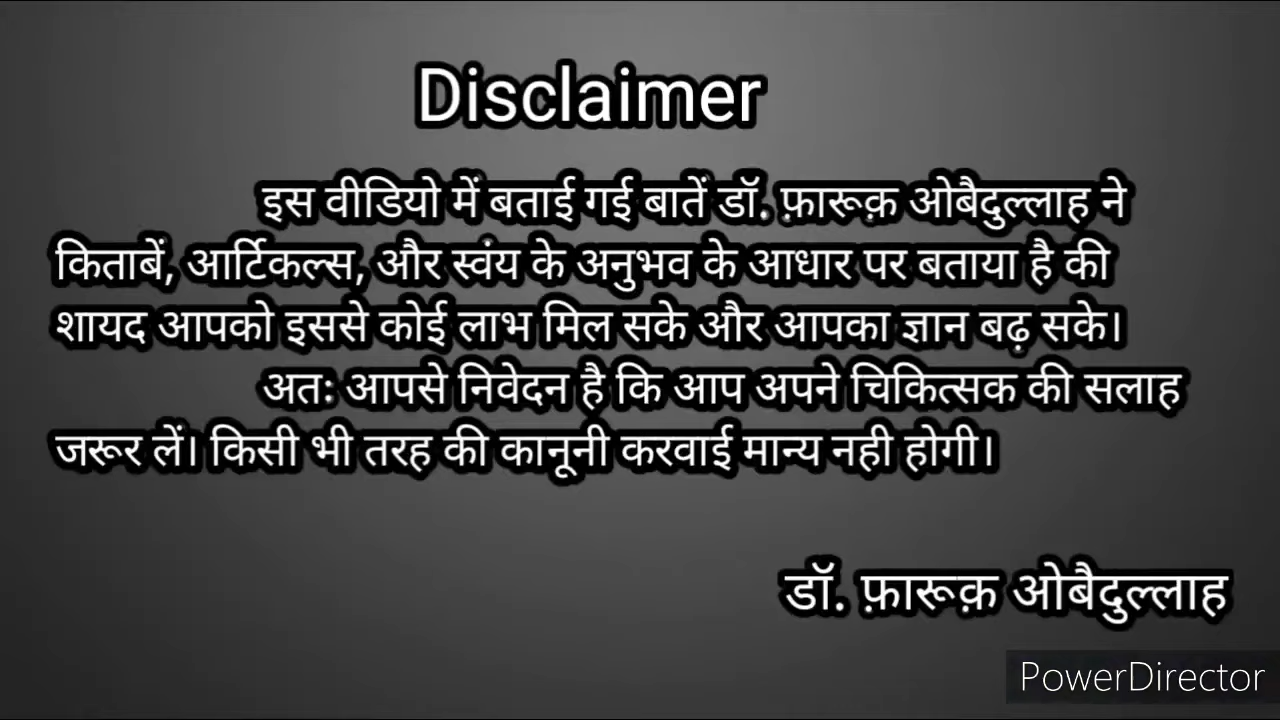 Disclaimer
इस वीडियो में बताई गई बातें डॉ. फ़ारूक़ ओबैदुल्लाह ने
किताबें, आर्टिकल्स, और स्वंय के अनुभव के आधार पर बताया है की
शायद आपको इससे कोई लाभ मिल सके और आपका ज्ञान बढ़ सके।
अतः आपसे निवेदन है कि आप अपने चिकित्सक की सलाह
जरूर लें। किसी भी तरह की कानूनी करवाई मान्य नही होगी।
डॉ. फ़ारूक़ ओबैदुल्लाह
PowerDirector